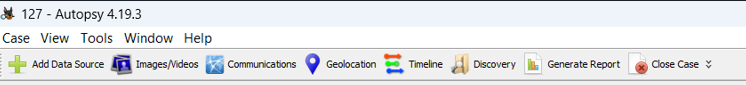 127 - Autopsy 4.19.3
Case View Tools Window Help
Add Data Source Images/Videos Communications Geolocation Timeline Discovery Generate Report Close Case